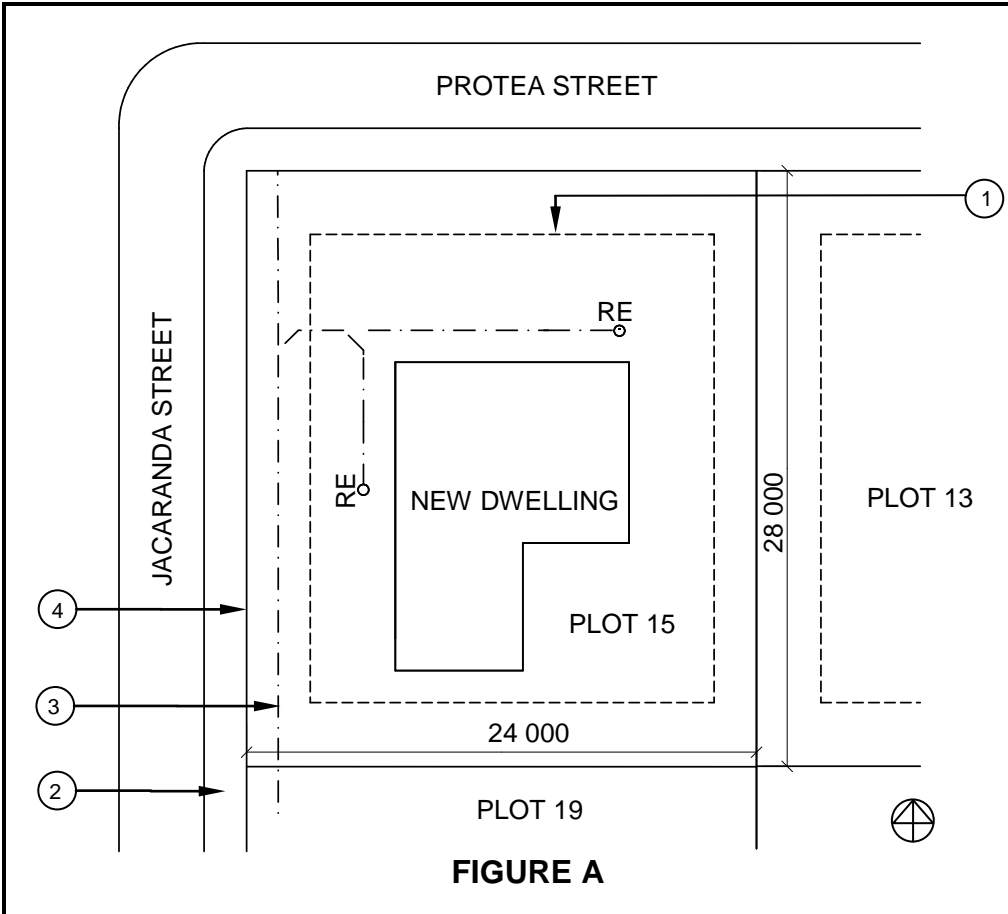 PROTEA STREET
1
RE
JACARANDA STREET
RE
NEW DWELLING
28 000
PLOT 13
4
PLOT 15
3
24 000
2
PLOT 19
FIGURE A